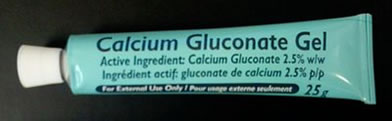 Calcium Gluconate Gel
Active Ingredient: Calcium Gluconate 2.5% w/w
Ingrédient actif: gluconate de calcium 2.5% p/p
For External Use Only / Pour usage externe seulement
25g